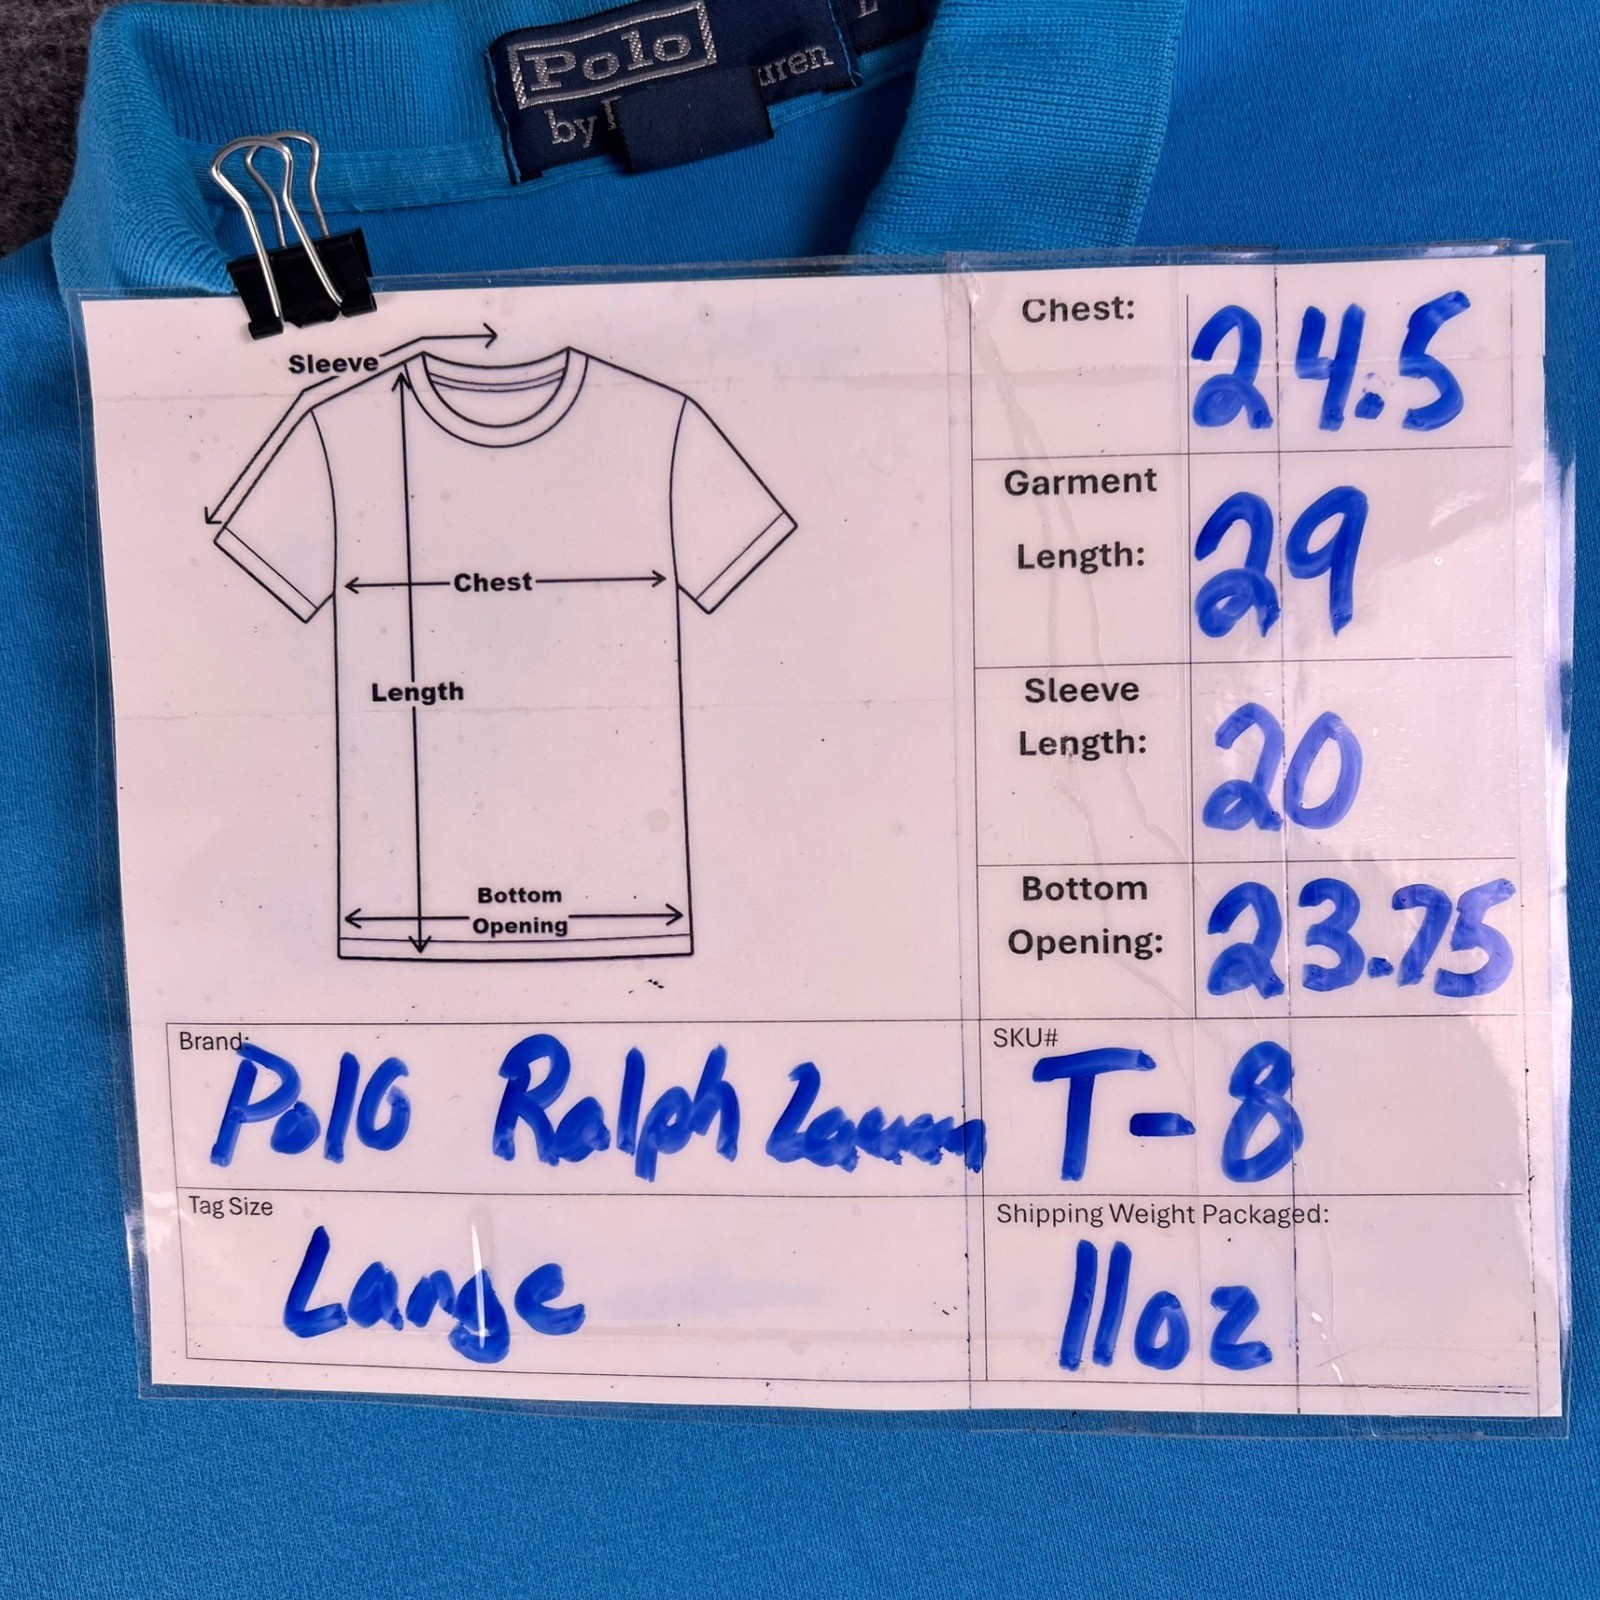 Polo
by
uren
L
Sleeve
Chest
Length
Bottom
Opening
Chest: 24.5
Garment
Length: 29
Sleeve
Length: 20
Bottom
Opening: 23.75
Brand: Polo Ralph Lauren
SKU# T-8
Tag Size Large
Shipping Weight Packaged: 11oz